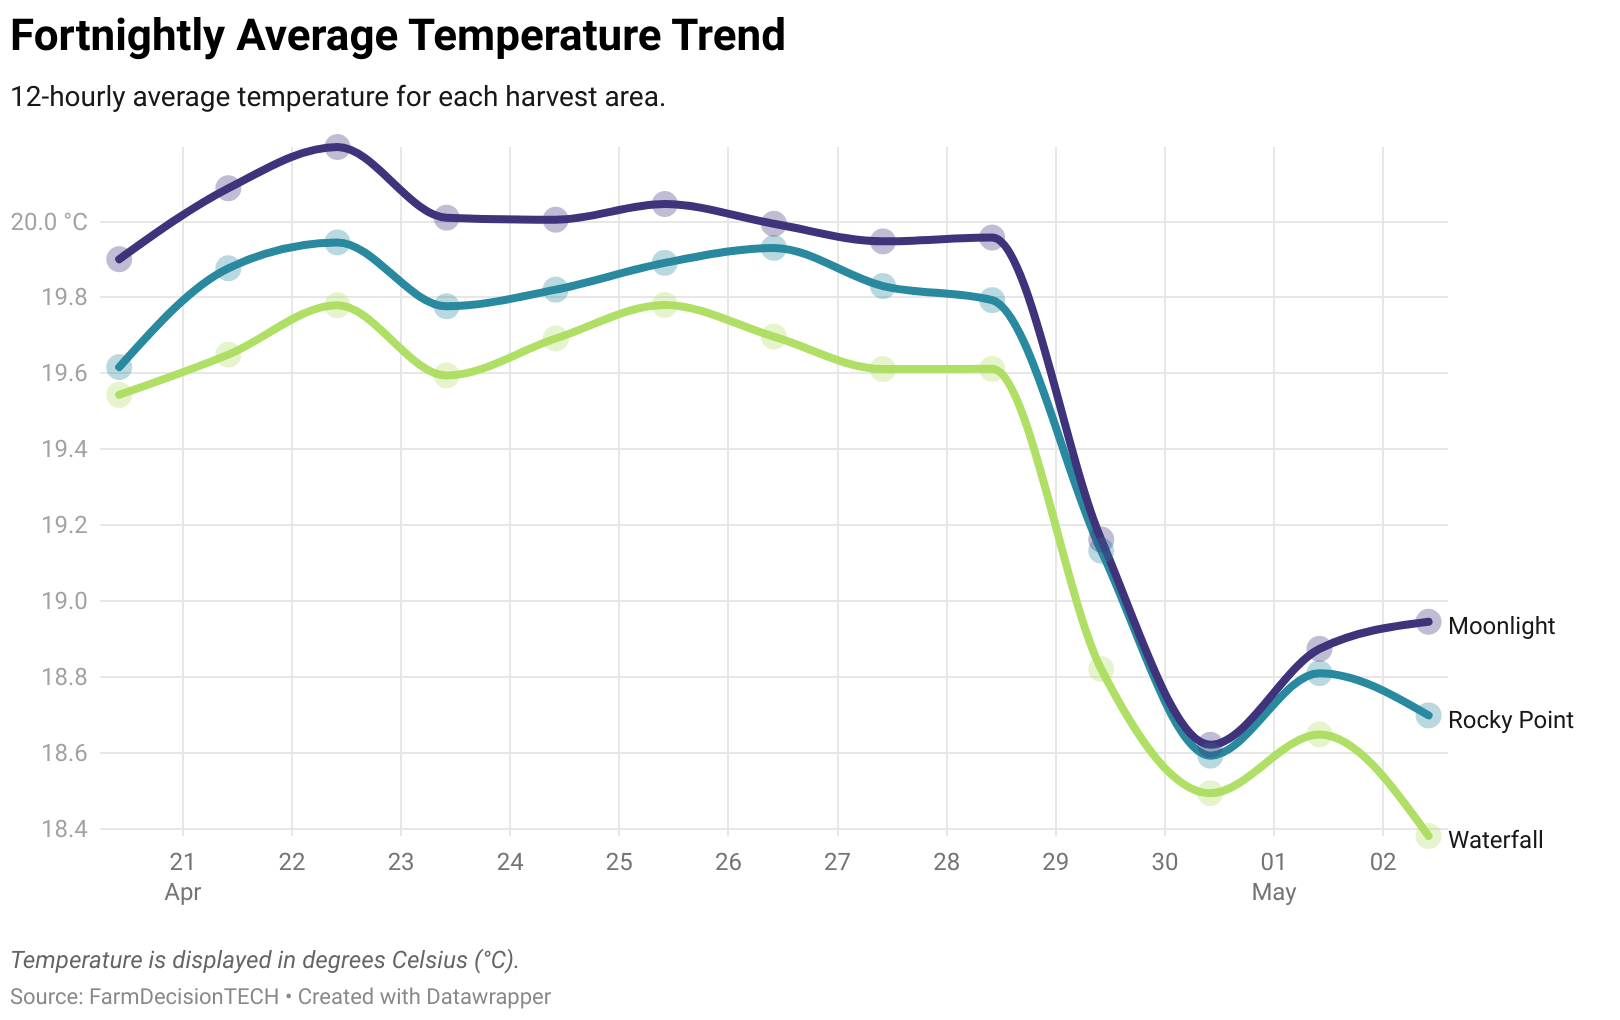 Fortnightly Average Temperature Trend
12-hourly average temperature for each harvest area.
20.0 °C
19.8
19.6
19.4
19.2
19.0
18.8
18.6
18.4
Moonlight
Rocky Point
Waterfall
21 22 23 24 25 26 27 28 29 30 01 02
Apr May
Temperature is displayed in degrees Celsius (°C).
Source: FarmDecisionTECH • Created with Datawrapper